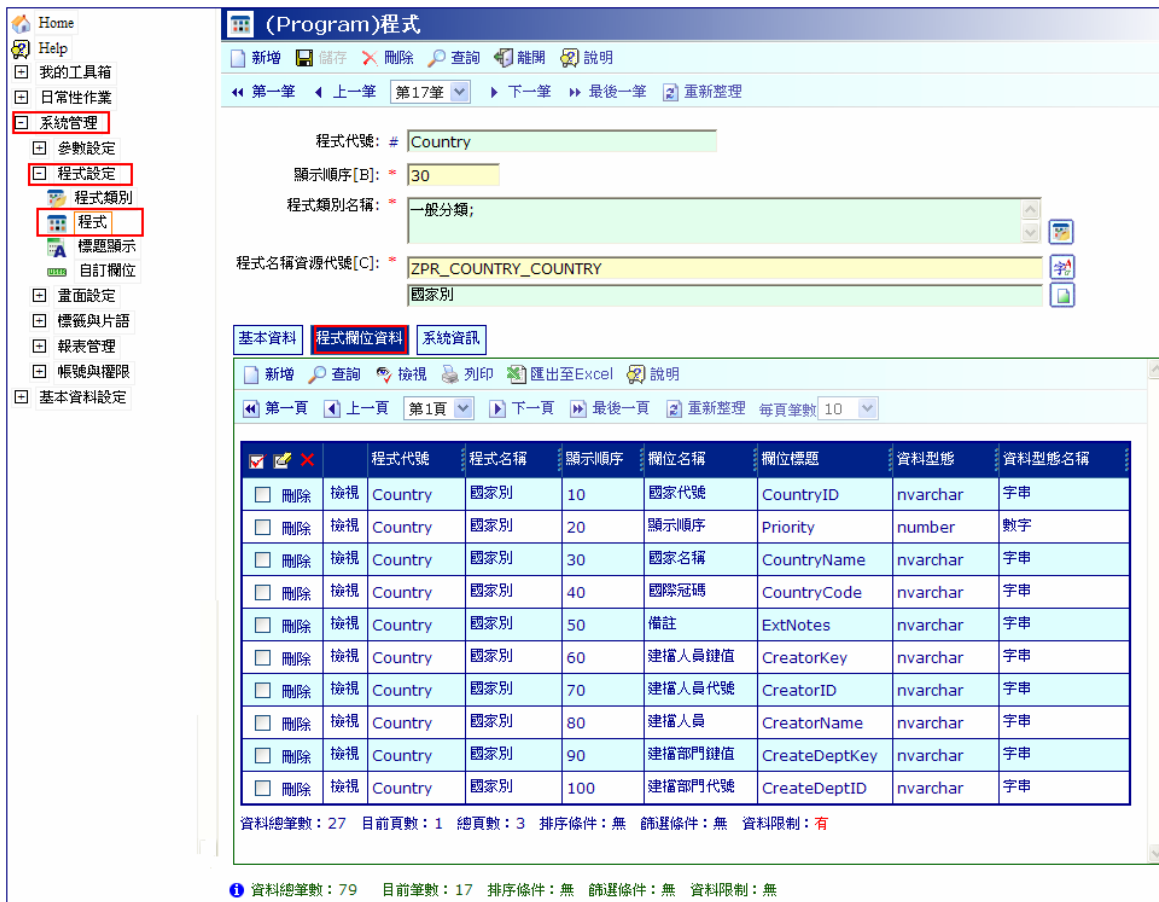 Home
Help
我的工具箱
日常性作業
系統管理
參數設定
程式設定
程式類別
程式
標題顯示
自訂欄位
畫面設定
標籤與片語
報表管理
帳號與權限
基本資料設定
(Program)程式
新增 儲存 刪除 查詢 離開 說明
第一筆 上一筆 第17筆 下一筆 最後一筆 重新整理
程式代號: # Country
顯示順序[B]: * 30
程式類別名稱: * 一般分類;
程式名稱資源代號[C]: * ZPR_COUNTRY_COUNTRY
國家別
基本資料 程式欄位資料 系統資訊
新增 查詢 檢視 列印 匯出至Excel 說明
第一頁 上一頁 第1頁 下一頁 最後一頁 重新整理 每頁筆數 10
程式代號 程式名稱 顯示順序 欄位名稱 欄位標題 資料型態 資料型態名稱
刪除 檢視 Country 國家別 10 國家代號 CountryID nvarchar 字串
刪除 檢視 Country 國家別 20 顯示順序 Priority number 數字
刪除 檢視 Country 國家別 30 國家名稱 CountryName nvarchar 字串
刪除 檢視 Country 國家別 40 國際冠碼 CountryCode nvarchar 字串
刪除 檢視 Country 國家別 50 備註 ExtNotes nvarchar 字串
刪除 檢視 Country 國家別 60 建檔人員鍵值 CreatorKey nvarchar 字串
刪除 檢視 Country 國家別 70 建檔人員代號 CreatorID nvarchar 字串
刪除 檢視 Country 國家別 80 建檔人員 CreatorName nvarchar 字串
刪除 檢視 Country 國家別 90 建檔部門鍵值 CreateDeptKey nvarchar 字串
刪除 檢視 Country 國家別 100 建檔部門代號 CreateDeptID nvarchar 字串
資料總筆數：27 目前頁數：1 總頁數：3 排序條件：無 篩選條件：無 資料限制：有
資料總筆數：79 目前筆數：17 排序條件：無 篩選條件：無 資料限制：無